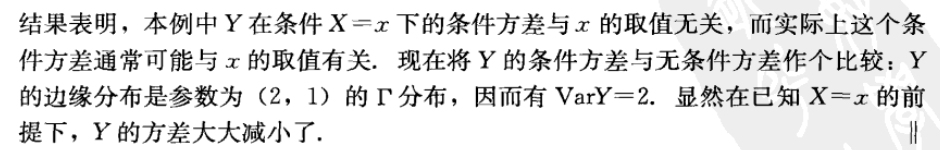 结果表明，本例中 Y 在条件 X＝x 下的条件方差与 x 的取值无关，而实际上这个条
件方差通常可能与 x 的取值有关．现在将 Y 的条件方差与无条件方差作个比较：Y
的边缘分布是参数为（2，1）的 Γ 分布，因而有 VarY＝2．显然在已知 X＝x 的前
提下，Y 的方差大大减小了． ‖